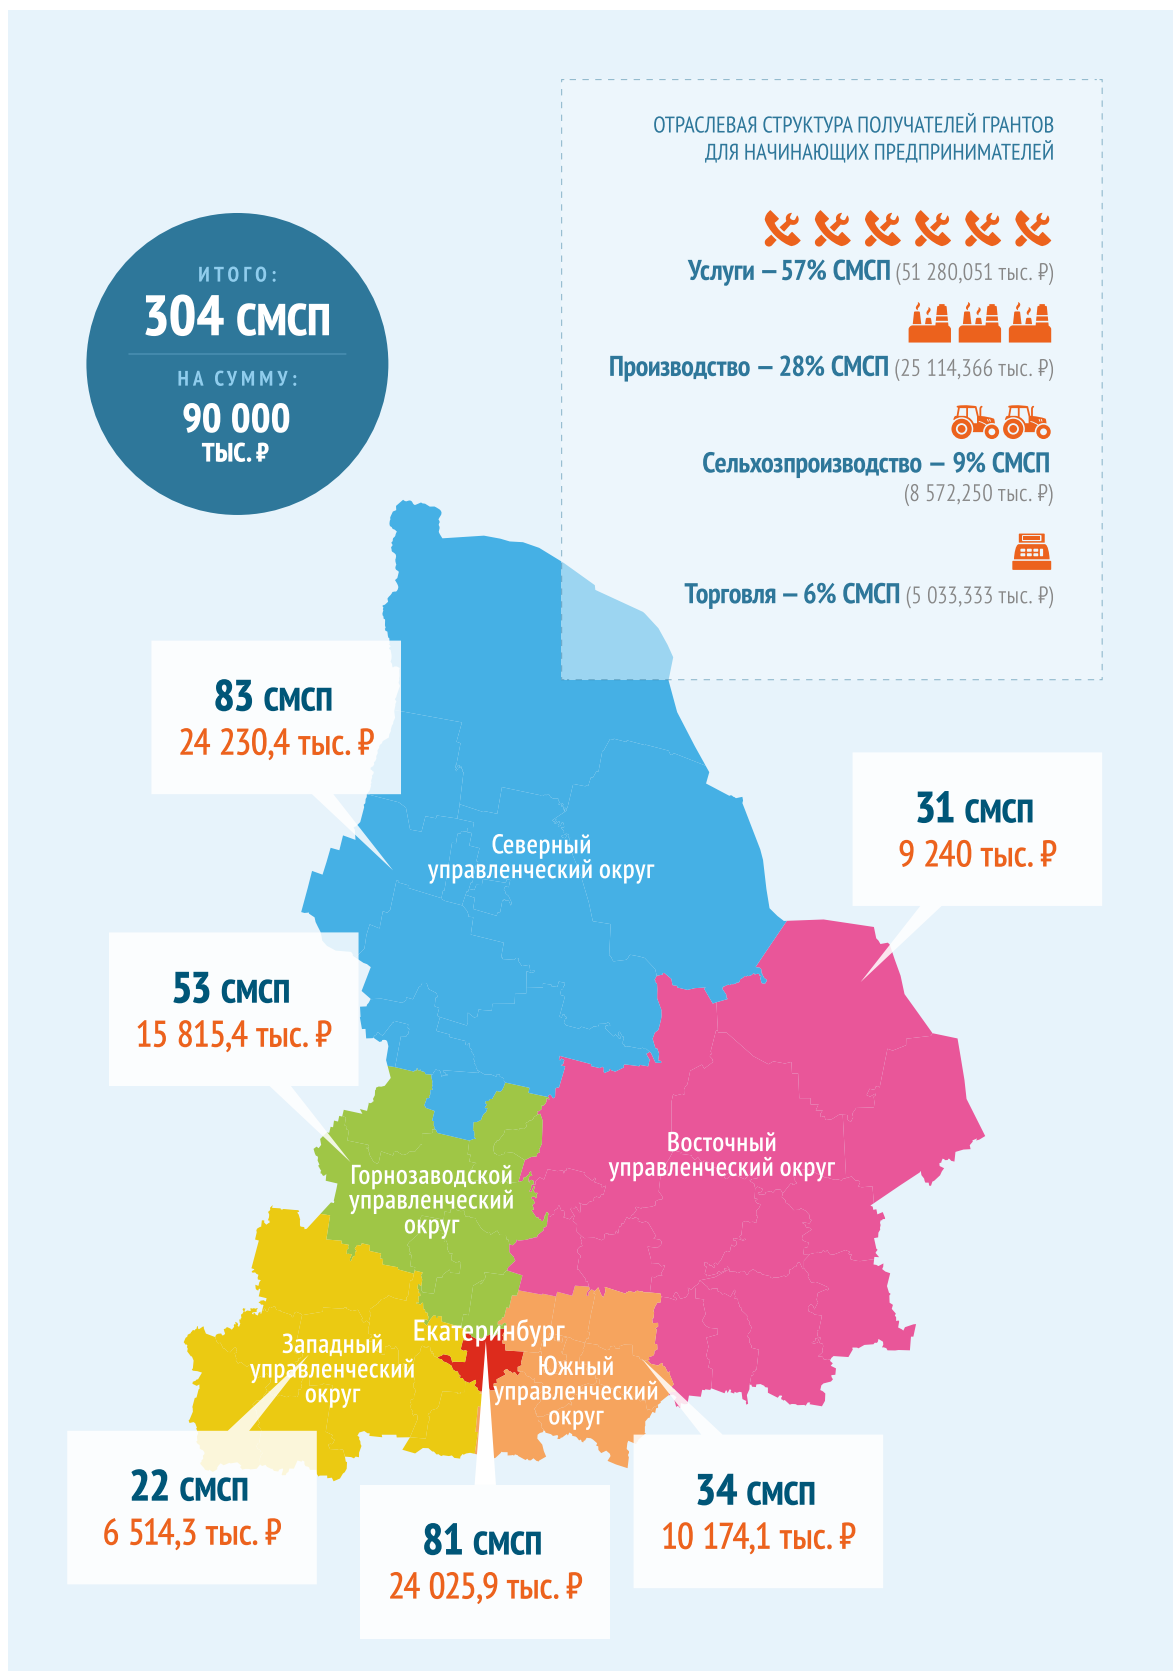 ОТРАСЛЕВАЯ СТРУКТУРА ПОЛУЧАТЕЛЕЙ ГРАНТОВ
ДЛЯ НАЧИНАЮЩИХ ПРЕДПРИНИМАТЕЛЕЙ
Услуги – 57% СМСП (51 280,051 тыс. ₽)
Производство – 28% СМСП (25 114,366 тыс. ₽)
Сельхозпроизводство – 9% СМСП
(8 572,250 тыс. ₽)
Торговля – 6% СМСП (5 033,333 тыс. ₽)
ИТОГО:
304 СМСП
НА СУММУ:
90 000
ТЫС. ₽
83 СМСП
24 230,4 тыс. ₽
31 СМСП
9 240 тыс. ₽
Северный
управленческий округ
53 СМСП
15 815,4 тыс. ₽
Восточный
управленческий округ
Горнозаводской
управленческий
округ
Екатеринбург
Западный
управленческий
округ
Южный
управленческий
округ
22 СМСП
6 514,3 тыс. ₽
81 СМСП
24 025,9 тыс. ₽
34 СМСП
10 174,1 тыс. ₽